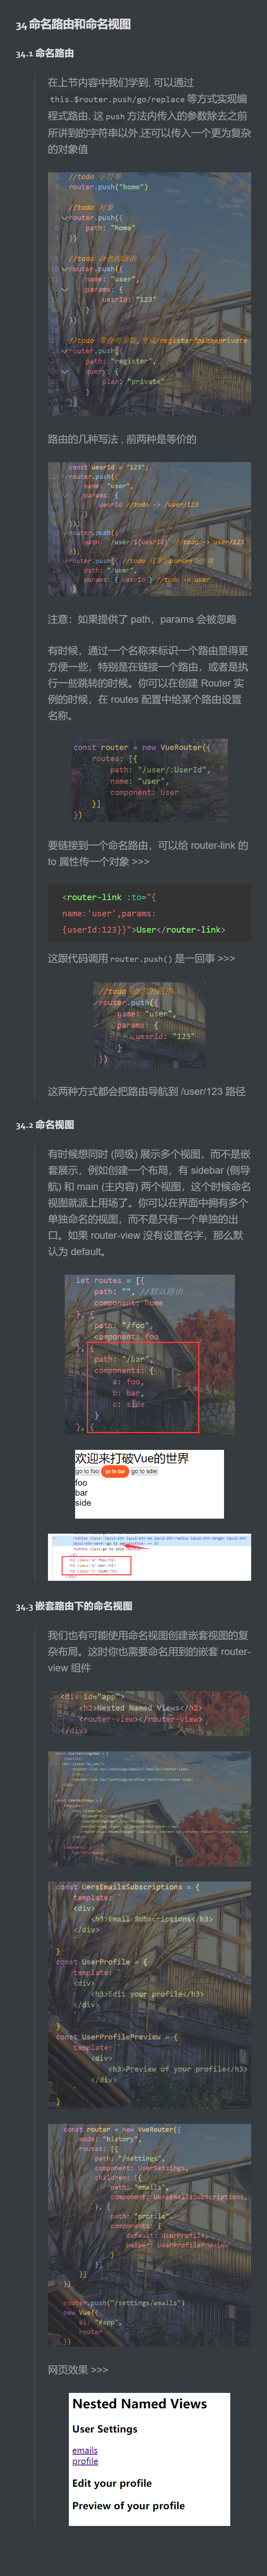 34 命名路由和命名视图
34.1 命名路由
在上节内容中我们学到, 可以通过
this.$router.push/go/replace 等方式实现编
程式路由, 这 push 方法内传入的参数除去之前
所讲到的字符串以外,还可以传入一个更为复杂
的对象值
//todo 字符串
router.push("home")
//todo 对象
router.push({
path: "home"
})
//todo 命名的路由
router.push({
name: "user",
params: {
uesrId: "123"
}
})
router.push({
path: "register",
query: {
plan: "private"
}
})
路由的几种写法 , 前两种是等价的
const uesrId = "123";
router.push({
name: "user",
params: {
uesrId //todo -> /user/123
}
});
router.push({
path: `/user/${uesrId}` //todo -> user/123
});
path: "/user",
params: { uesrId } //todo -> user
})
注意：如果提供了 path，params 会被忽略
有时候，通过一个名称来标识一个路由显得更
方便一些，特别是在链接一个路由，或者是执
行一些跳转的时候。你可以在创建 Router 实
例的时候，在 routes 配置中给某个路由设置
名称。
const router = new VueRouter({
routes: [{
path: "/user/:UserId",
name: "user",
component: User
}]
})
要链接到一个命名路由，可以给 router-link 的
to 属性传一个对象 >>>
<router-link :to="{
name:'user',params:
{userId:123}}">User</router-link>
这跟代码调用 router.push() 是一回事 >>>
//todo 命名的路由
router.push({
name: "user",
params: {
uesrId: "123"
}
})
这两种方式都会把路由导航到 /user/123 路径
34.2 命名视图
有时候想同时 (同级) 展示多个视图，而不是嵌
套展示，例如创建一个布局，有 sidebar (侧导
航) 和 main (主内容) 两个视图，这个时候命名
视图就派上用场了。你可以在界面中拥有多个
单独命名的视图，而不是只有一个单独的出
口。如果 router-view 没有设置名字，那么默
认为 default。
let routes = [{
path: "", //默认路由
component: home
}, {
path: "/foo",
component: foo
}, {
path: "/bar",
components: {
a: foo,
b: bar,
c: side
}
}, {
欢迎来打破Vue的世界
go to foo go to bar go to sdie
foo
bar
side
34.3 嵌套路由下的命名视图
我们也有可能使用命名视图创建嵌套视图的复
杂布局。这时你也需要命名用到的嵌套 router-
view 组件
<div id="app">
<h2>Nested Named Views</h2>
<router-view></router-view>
</div>
const UersEmailsSubscriptions = {
template: `
<div>
<h3>Email Subscriptions</h3>
</div>
`
}
const UserProfile = {
template: `
<div>
<h3>Edit your profile</h3>
</div>
`
}
const UserProfilePreview = {
template: `
<div>
<h3>Preview of your profile</h3>
</div>
`
}
const router = new VueRouter({
mode: "history",
routes: [{
path: "/settings",
component: UserSettings,
children: [{
path: "emails",
component: UersEmailsSubscriptions,
}, {
path: "profile",
components: {
default: UserProfile,
helper: UserProfilePreview
}
}]
}]
})
router.push("/settings/emails")
new Vue({
el: "#app",
router
})
网页效果 >>>
Nested Named Views
User Settings
emails
profile
Edit your profile
Preview of your profile